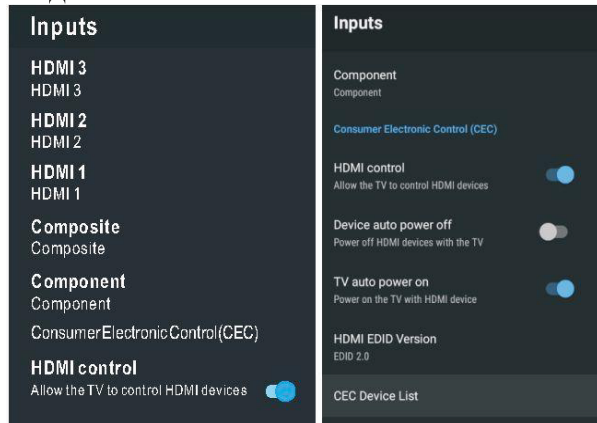 Inputs
HDMI 3
HDMI 3
HDMI 2
HDMI 2
HDMI 1
HDMI 1
Composite
Composite
Component
Component
Consumer Electronic Control (CEC)
HDMI control
Allow the TV to control HDMI devices
Inputs
Component
Component
Consumer Electronic Control (CEC)
HDMI control
Allow the TV to control HDMI devices
Device auto power off
Power off HDMI devices with the TV
TV auto power on
Power on the TV with HDMI device
HDMI EDID Version
EDID 2.0
CEC Device List